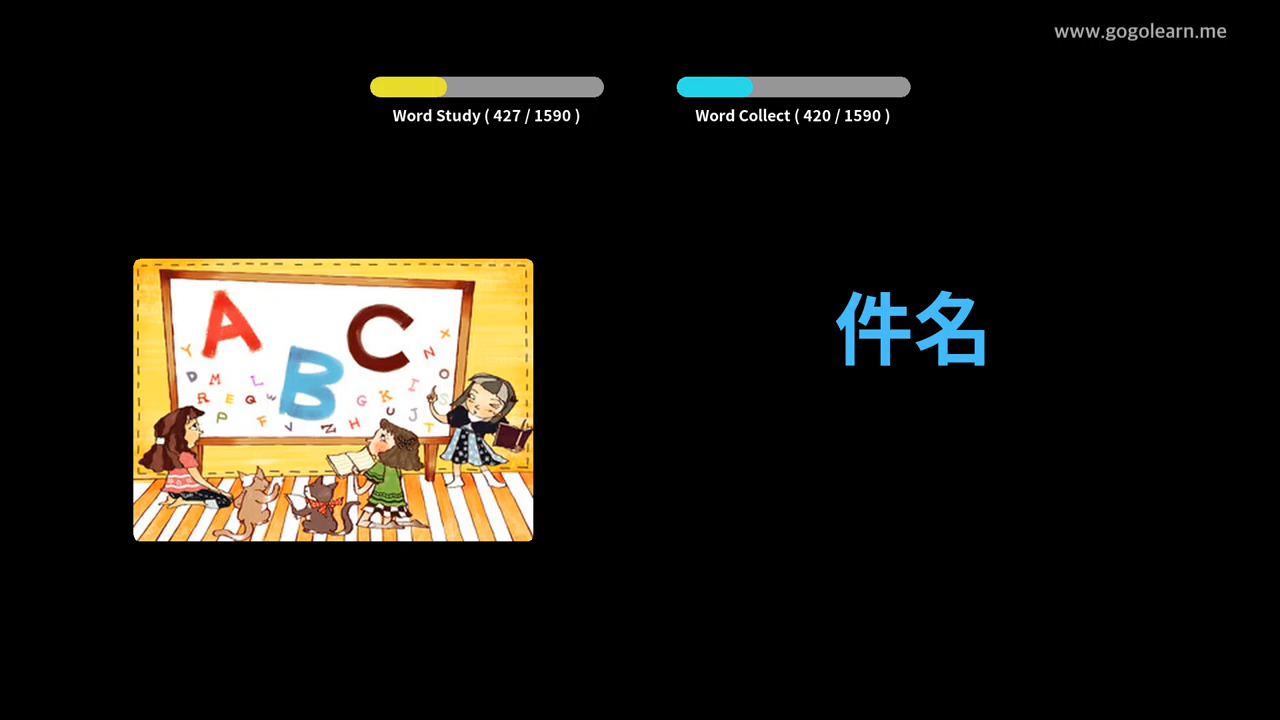 www.gogolearn.me
Word Study ( 427 / 1590 )
Word Collect ( 420 / 1590 )
A
C
B
X
Y
N
D M L O
R E Q W G K I S
P F V Z H U J T
件名